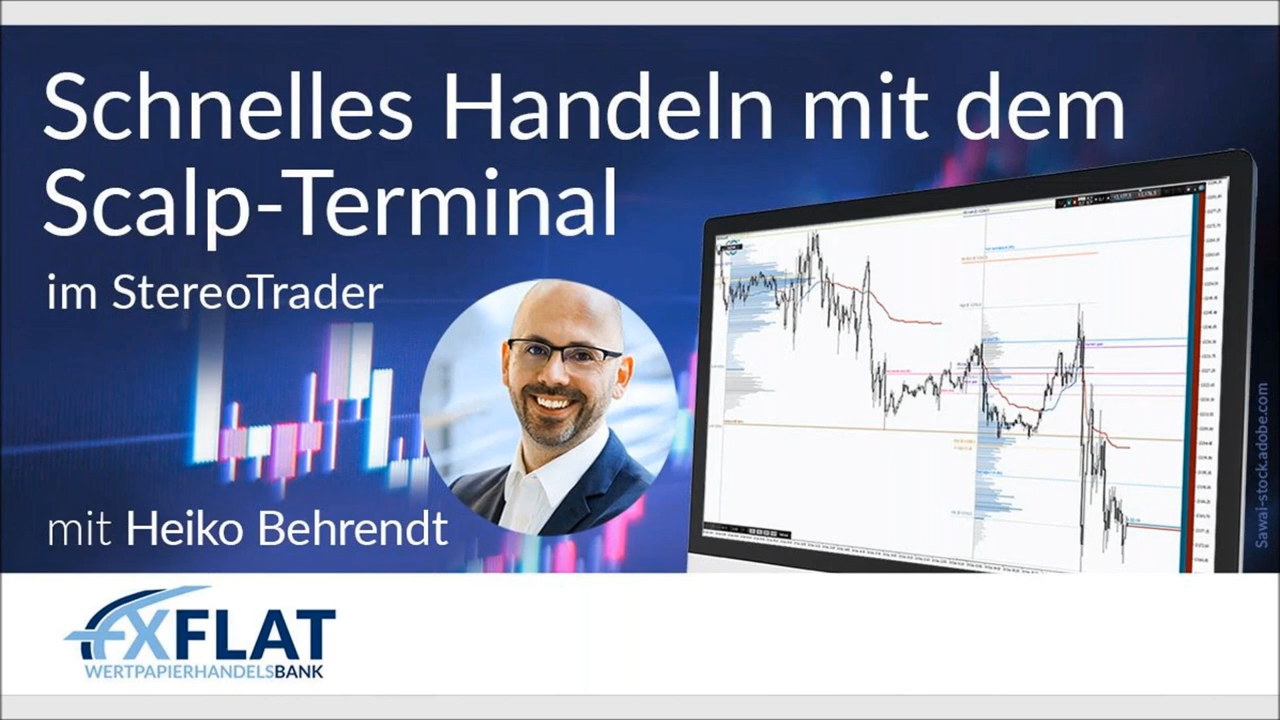 Schnelles Handeln mit dem
Scalp-Terminal
im StereoTrader
mit Heiko Behrendt
FXFLAT
WERTPAPIERHANDELSBANK
Sawai-stock.adobe.com